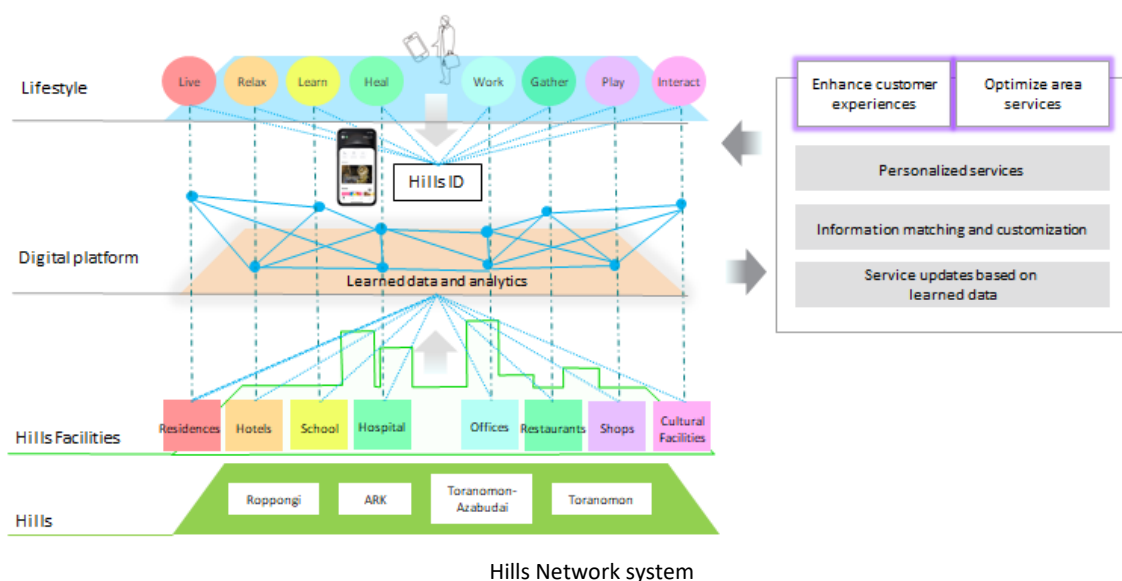 Lifestyle
Live
Relax
Learn
Heal
Work
Gather
Play
Interact
Hills ID
Digital platform
Learned data and analytics
Hills Facilities
Residences
Hotels
School
Hospital
Offices
Restaurants
Shops
Cultural
Facilities
Hills
Roppongi
ARK
Toranomon-
Azabudai
Toranomon
Enhance customer
experiences
Optimize area
services
Personalized services
Information matching and customization
Service updates based on
learned data
Hills Network system